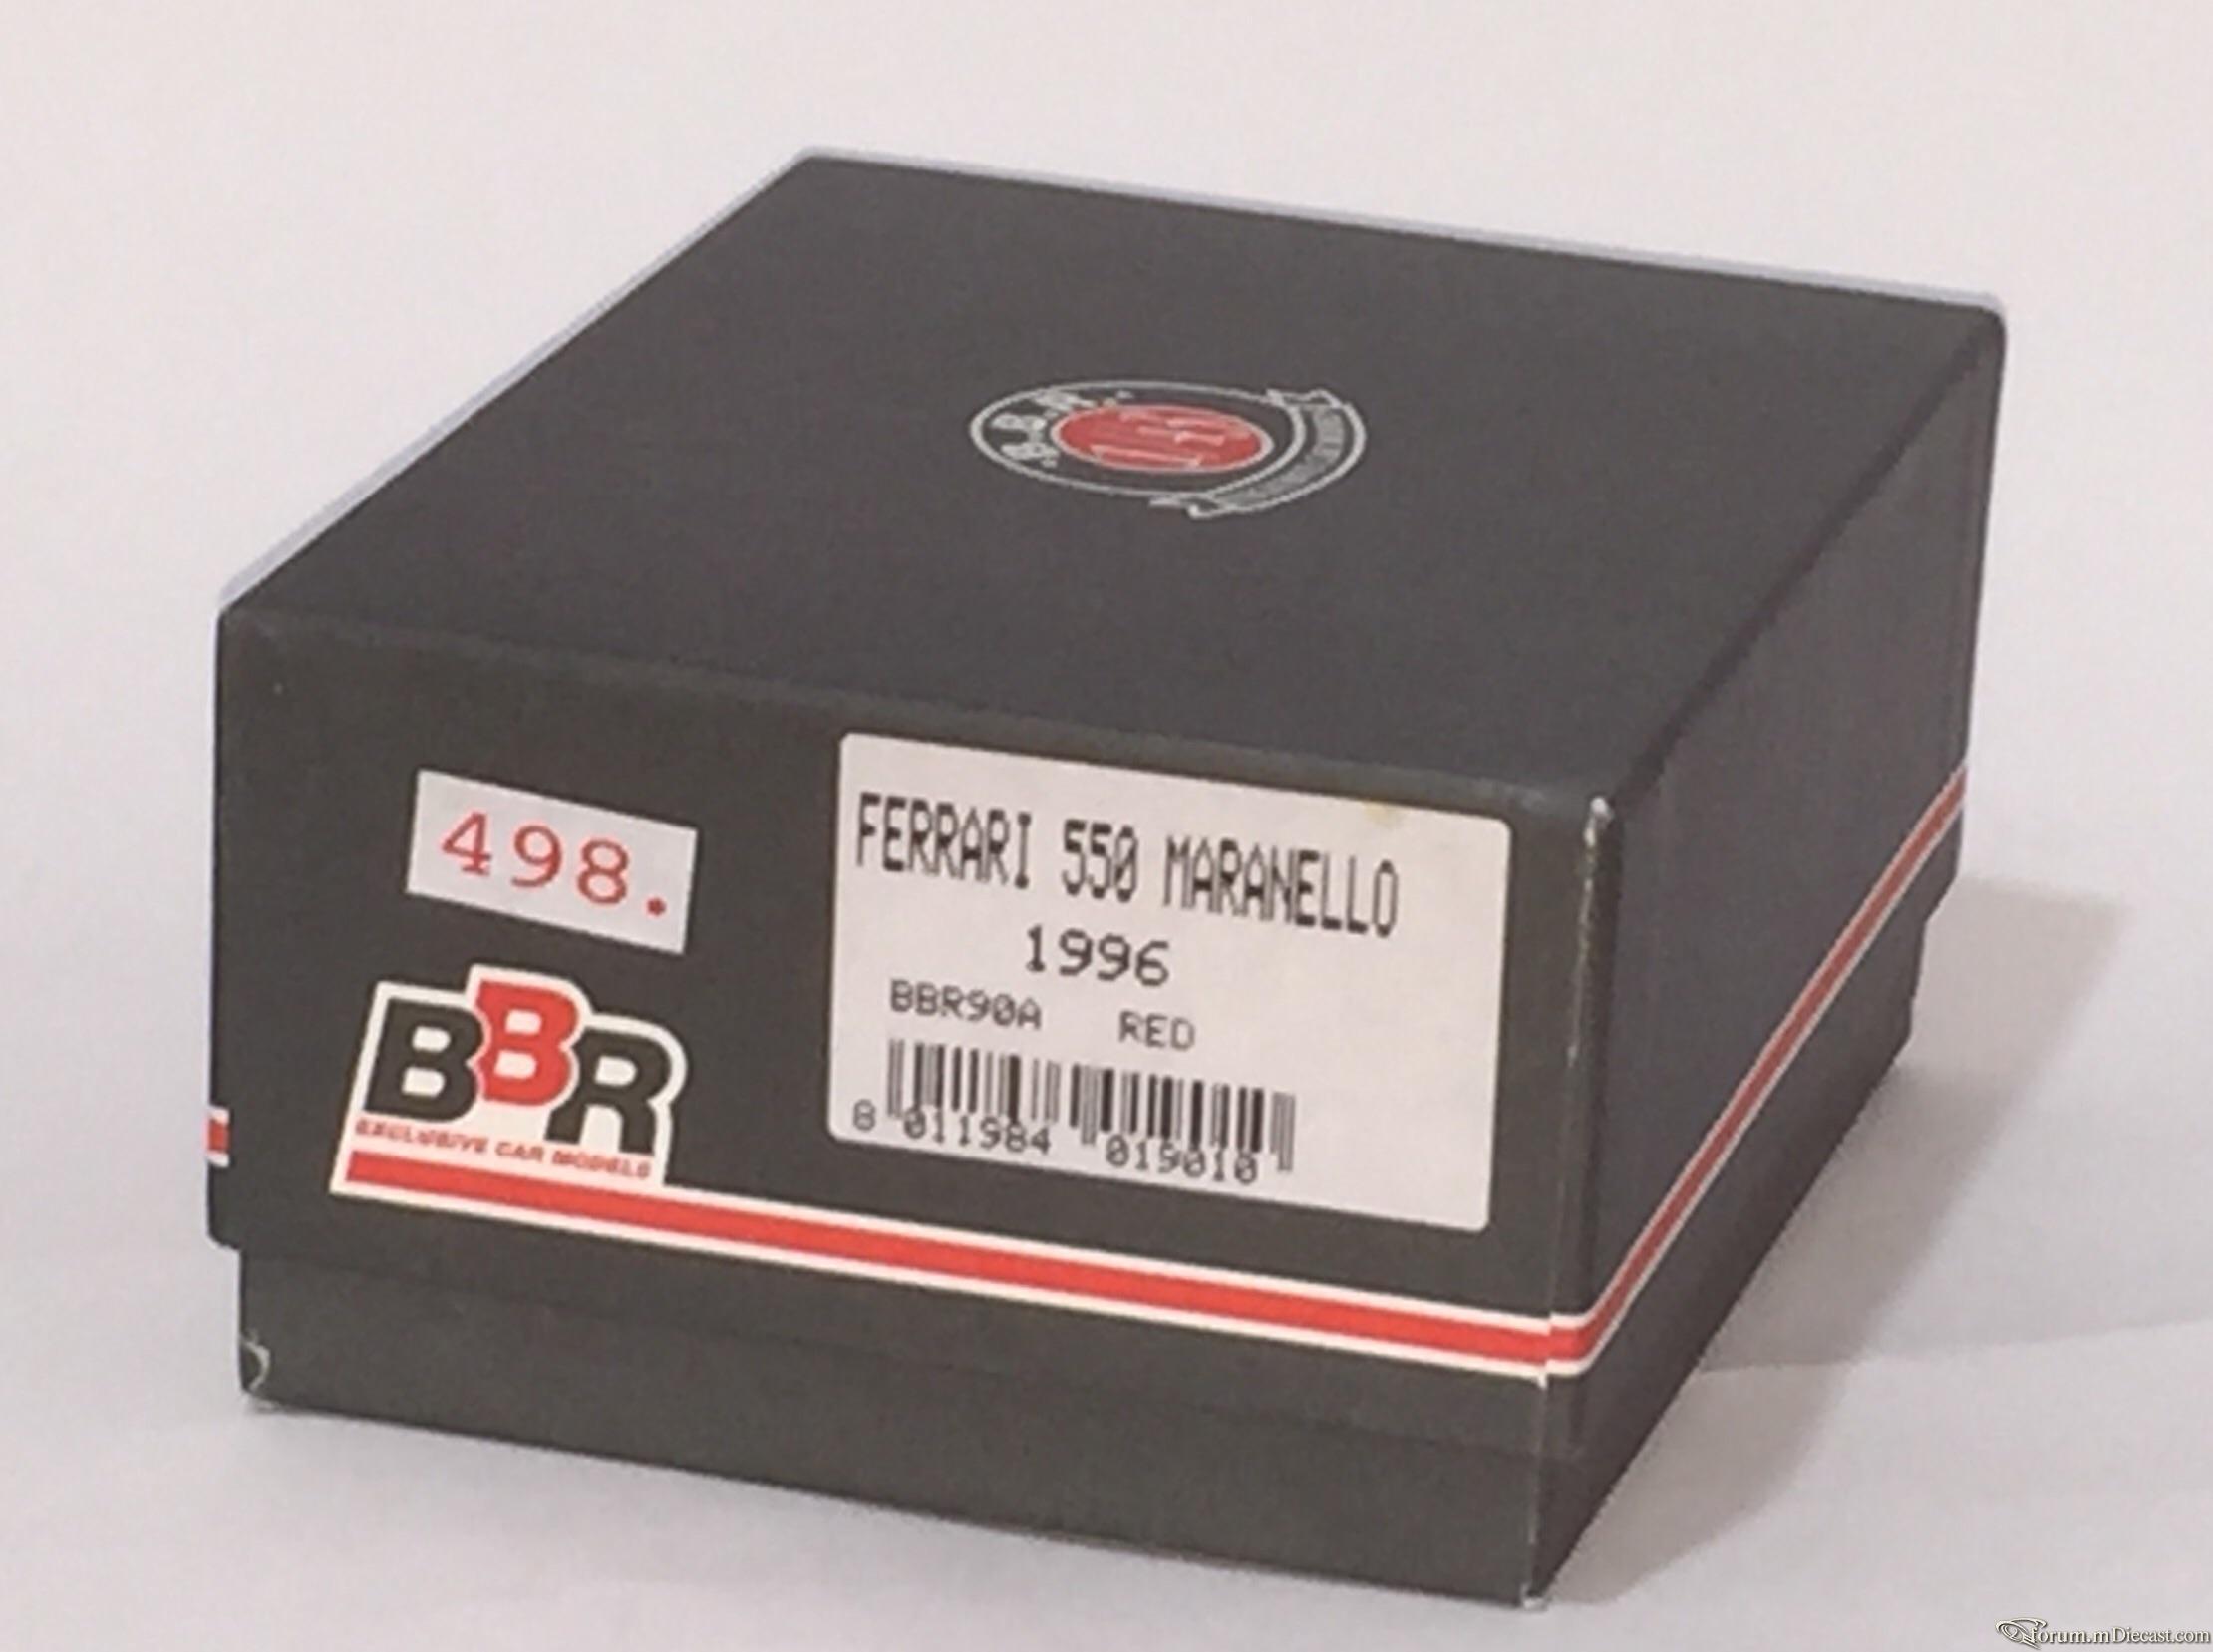 B.B.R.
498.
FERRARI 550 MARANELLO
1996
BBR90A RED
8 011984 019010
BBR
EXCLUSIVE CAR MODELS
forum.mDiecast.com